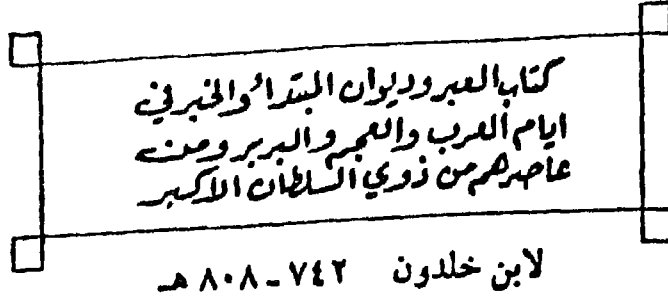 كتاب العبر وديوان المبتدإ والخبر في
ايام العرب والعجم والبربر ومن
عاصرهم من ذوي السلطان الاكبر
لابن خلدون ٧٤٢ - ٨٠٨ هـ